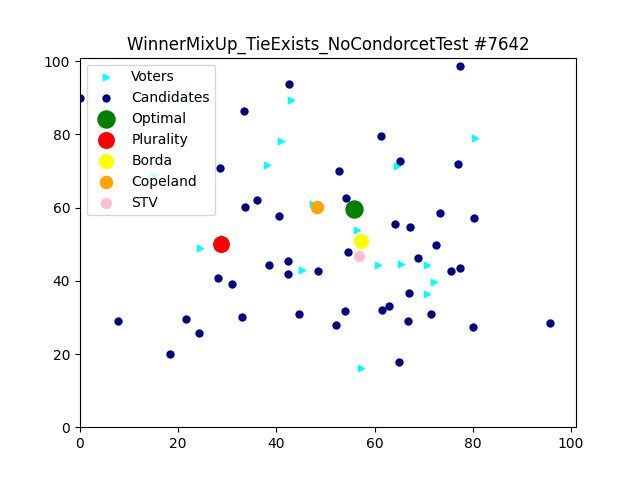 WinnerMixUp_TieExists_NoCondorcetTest #7642
Voters
Candidates
Optimal
Plurality
Borda
Copeland
STV
100
80
60
40
20
0
0 20 40 60 80 100